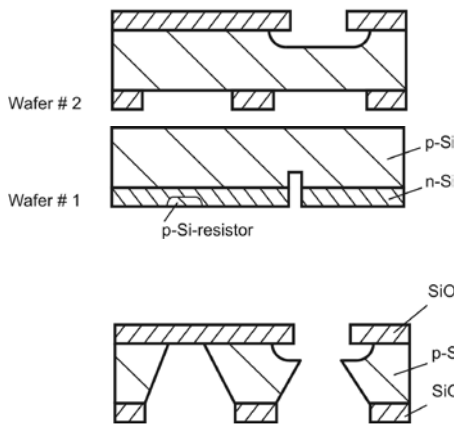 Wafer # 2
p-Si
Wafer # 1
n-Si
p-Si-resistor
SiO
p-S
SiO